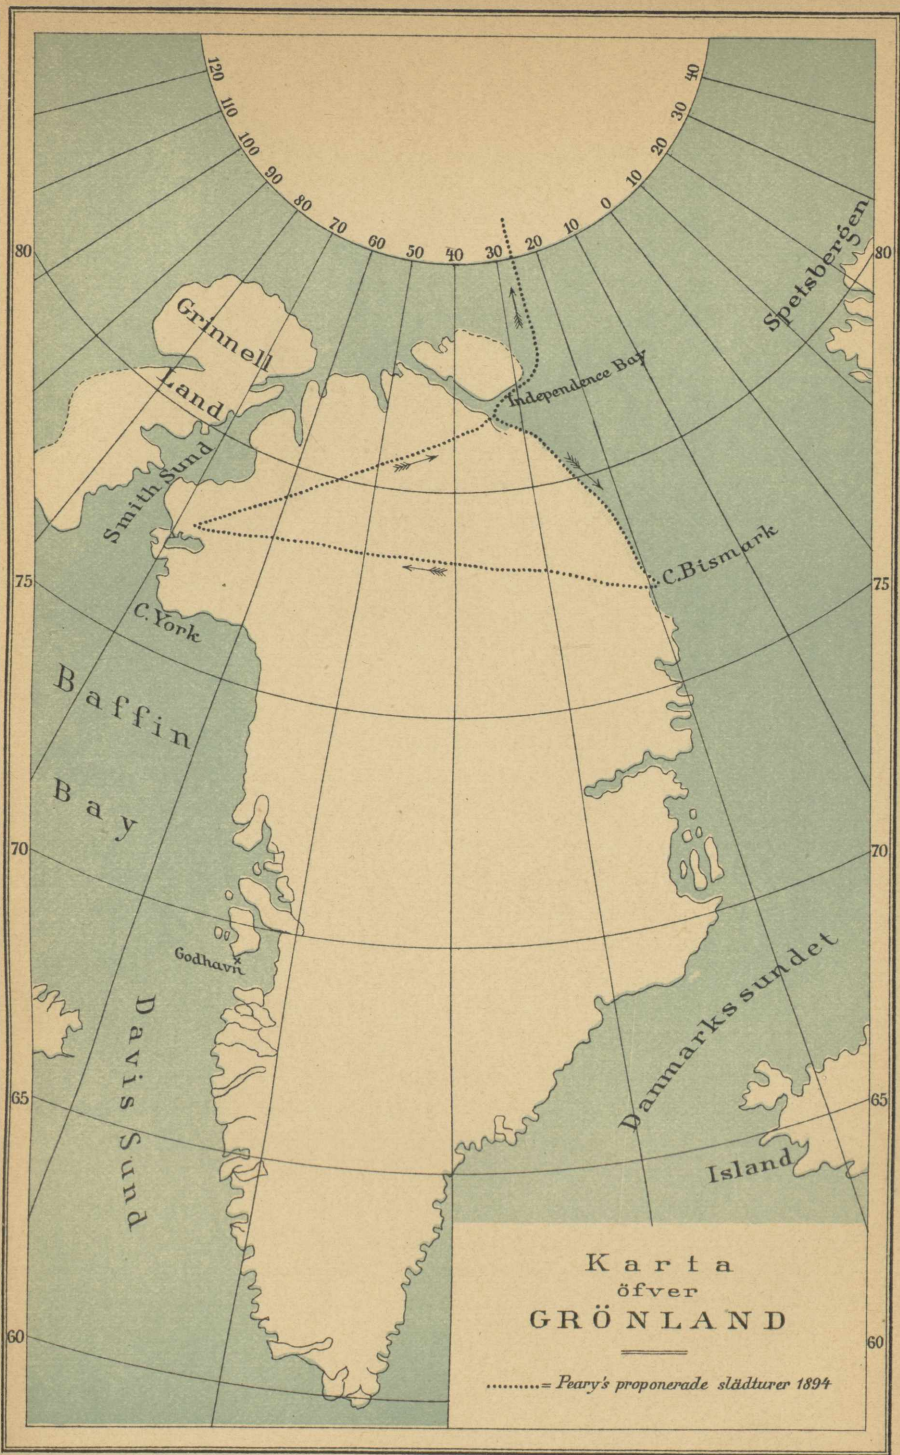 120
110
100
90
80
70
60
50
40
30
20
10
0
10
20
30
40
80
80
Spetsbergen
Grinnell
Land
Independence Bay
Smith Sund
C. Bismark
75
75
C. York
Baffin
Bay
70
70
Godhavn
Danmarkssundet
Davis Sund
65
65
Island
Karta
öfver
GRÖNLAND
60
60
..........= Peary's proponerade slädturer 1894